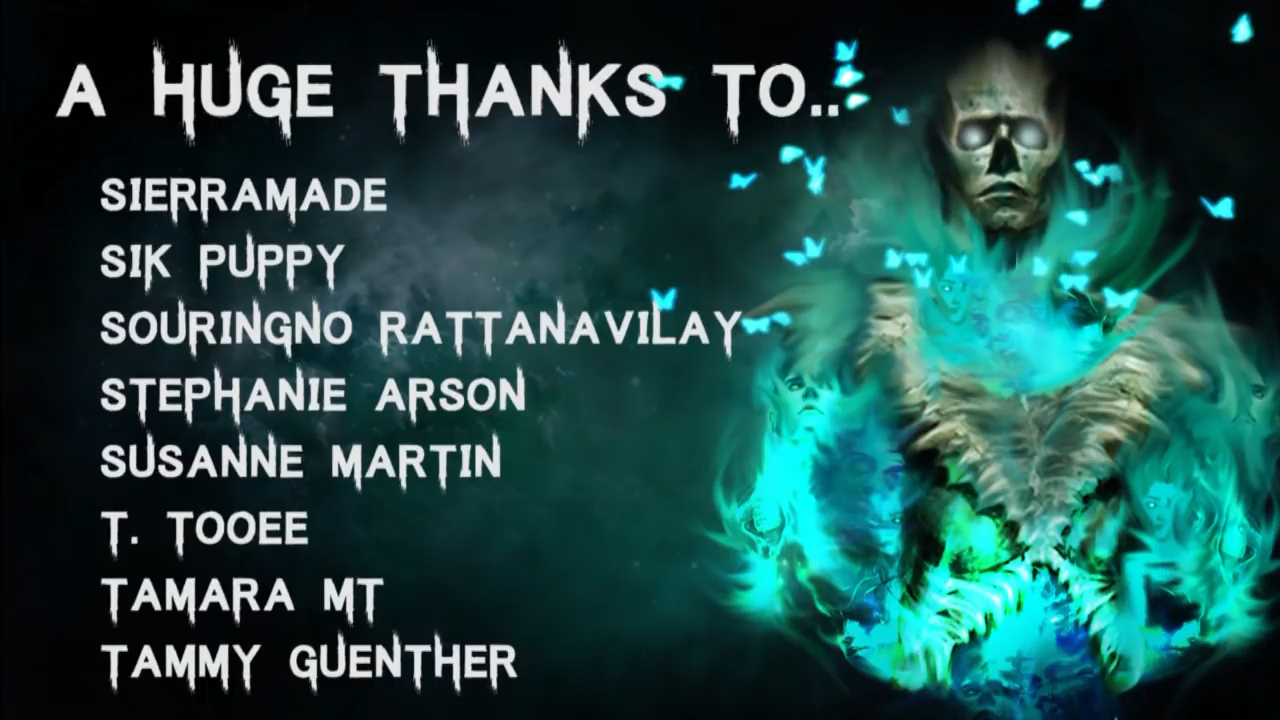 A HUGE THANKS TO..
SIERRAMADE
SIK PUPPY
SOURINGNO RATTANAVILAY
STEPHANIE ARSON
SUSANNE MARTIN
T. TOOEE
TAMARA MT
TAMMY GUENTHER